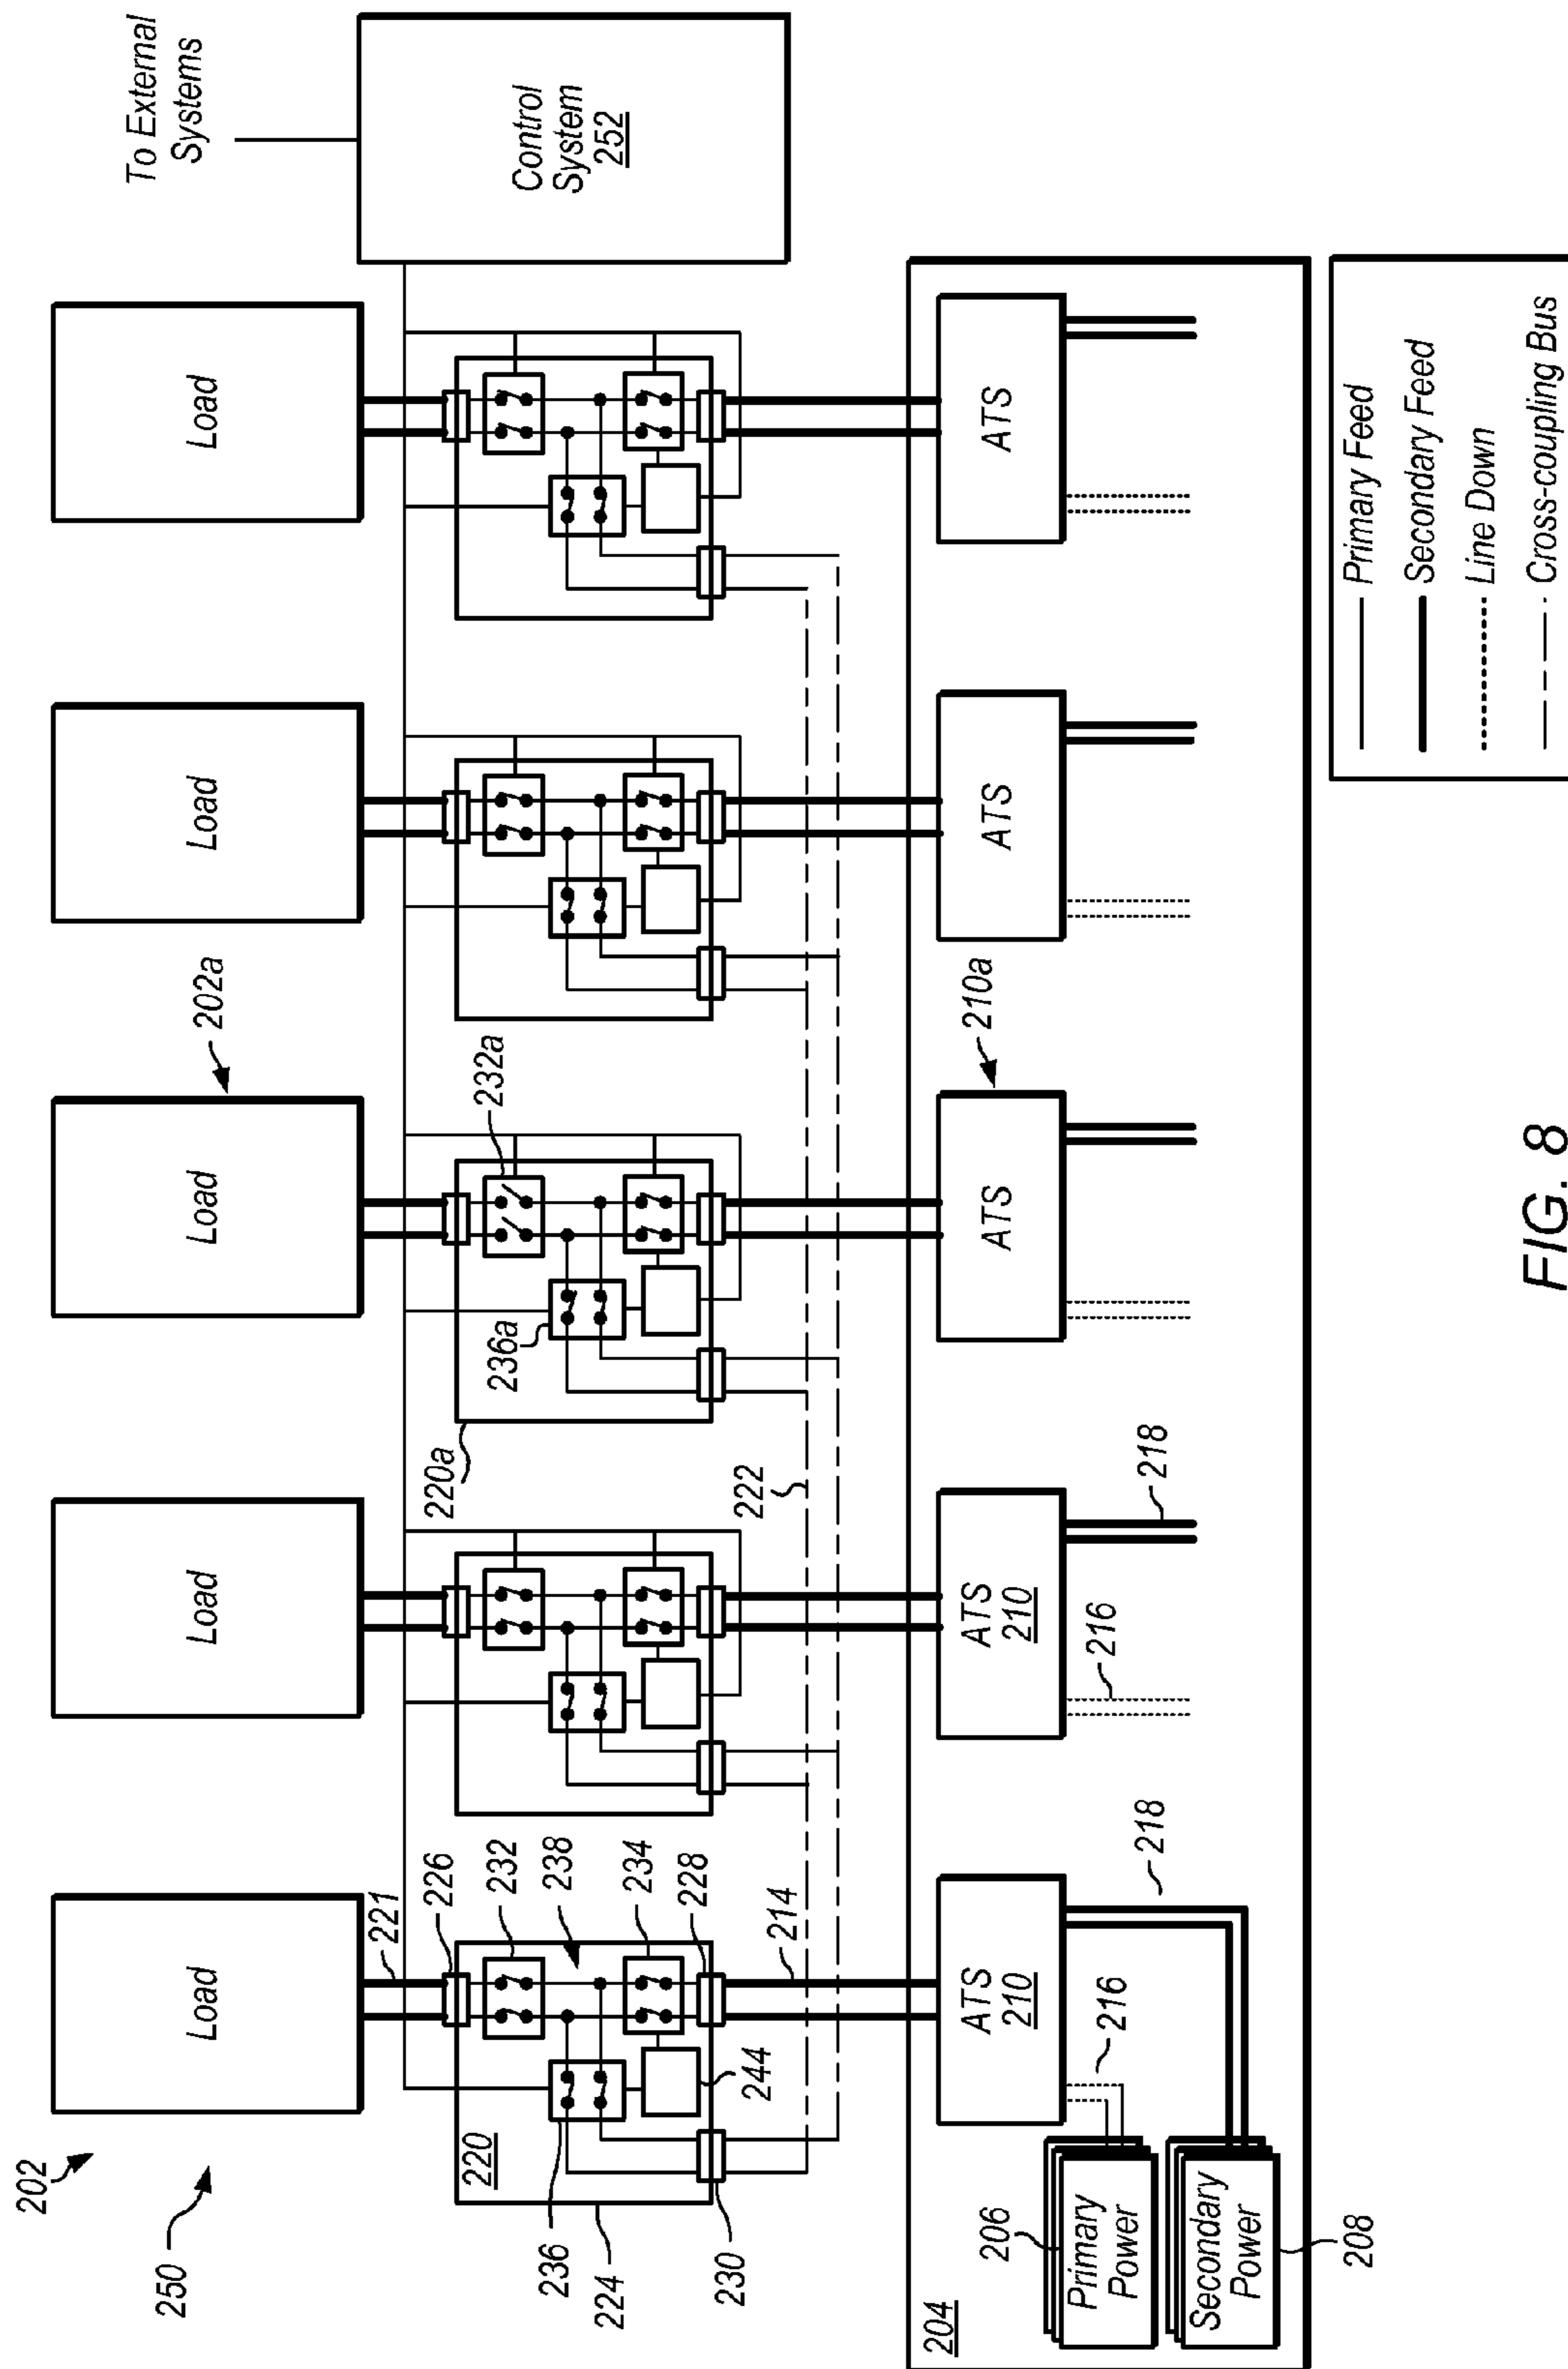 To External
Systems
Control
System
252
202
250
Load
Load
Load
Load
Load
202a
221
226
232
238
234
228
214
236
220
224
230
244
220a
236a
232a
222
210a
204
ATS
210
ATS
210
ATS
ATS
ATS
216
218
216
218
206
Primary
Power
Secondary
Power
208
Primary Feed
Secondary Feed
Line Down
Cross-coupling Bus
FIG. 8